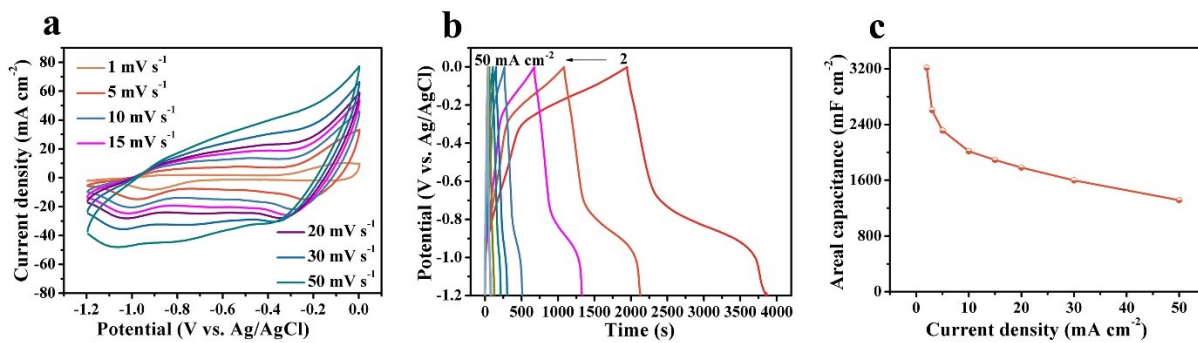 a
Current density (mA cm⁻²)
80
60
40
20
0
-20
-40
-60
-80
1 mV s⁻¹
5 mV s⁻¹
10 mV s⁻¹
15 mV s⁻¹
20 mV s⁻¹
30 mV s⁻¹
50 mV s⁻¹
-1.2 -1.0 -0.8 -0.6 -0.4 -0.2 0.0
Potential (V vs. Ag/AgCl)
b
Potential (V vs. Ag/AgCl)
50 mA cm⁻² 2
0.0
-0.2
-0.4
-0.6
-0.8
-1.0
-1.2
0 500 1000 1500 2000 2500 3000 3500 4000
Time (s)
c
Areal capacitance (mF cm⁻²)
3200
2400
1600
800
0
0 10 20 30 40 50
Current density (mA cm⁻²)